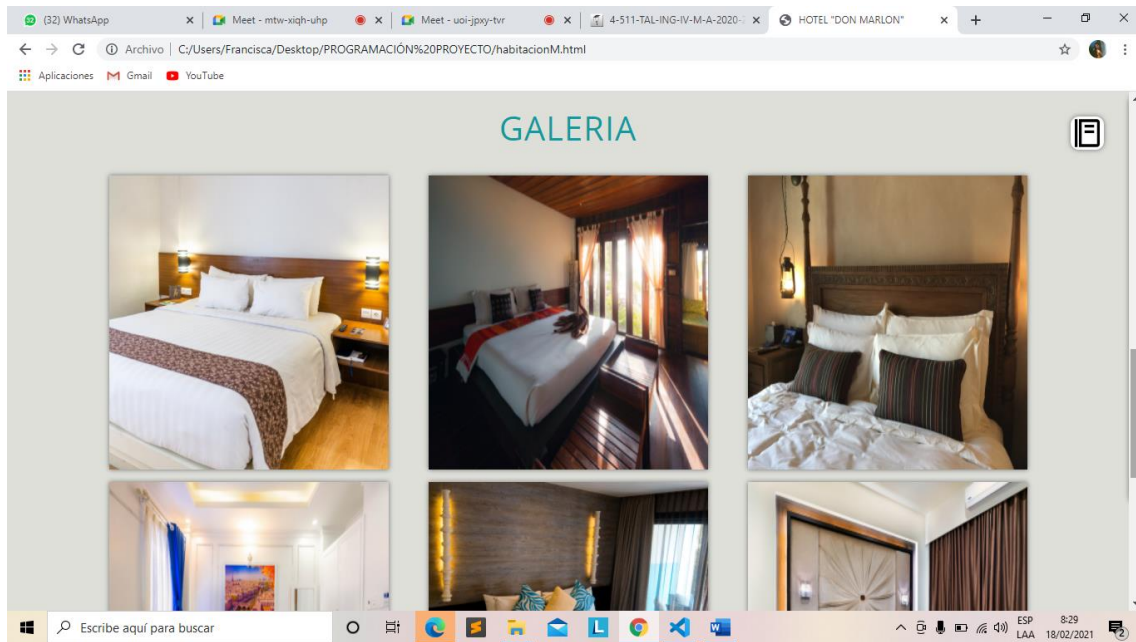 (32) WhatsApp
Meet - mtw-xiqh-uhp
Meet - uoi-jpxy-tvr
4-511-TAL-ING-IV-M-A-2020-
HOTEL "DON MARLON"
Archivo
C:/Users/Francisca/Desktop/PROGRAMACIÓN%20PROYECTO/habitacionM.html
Aplicaciones
Gmail
YouTube
GALERIA
Escribe aquí para buscar
ESP
LAA
8:29
18/02/2021